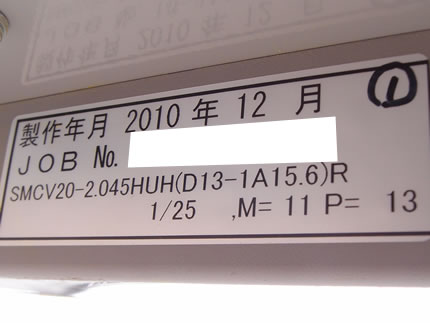 ①
製作年月 2010 年 12 月
JOB No.
SMCV20-2.045HUH(D13-1A15.6)R
1/25 ,M= 11 P= 13